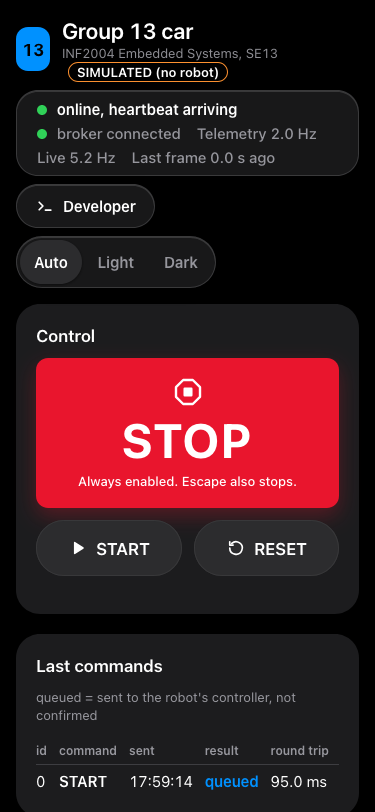 13
Group 13 car
INF2004 Embedded Systems, SE13
SIMULATED (no robot)
online, heartbeat arriving
broker connected Telemetry 2.0 Hz
Live 5.2 Hz Last frame 0.0 s ago
Developer
Auto Light Dark
Control
STOP
Always enabled. Escape also stops.
START RESET
Last commands
queued = sent to the robot's controller, not
confirmed
id command sent result round trip
0 START 17:59:14 queued 95.0 ms